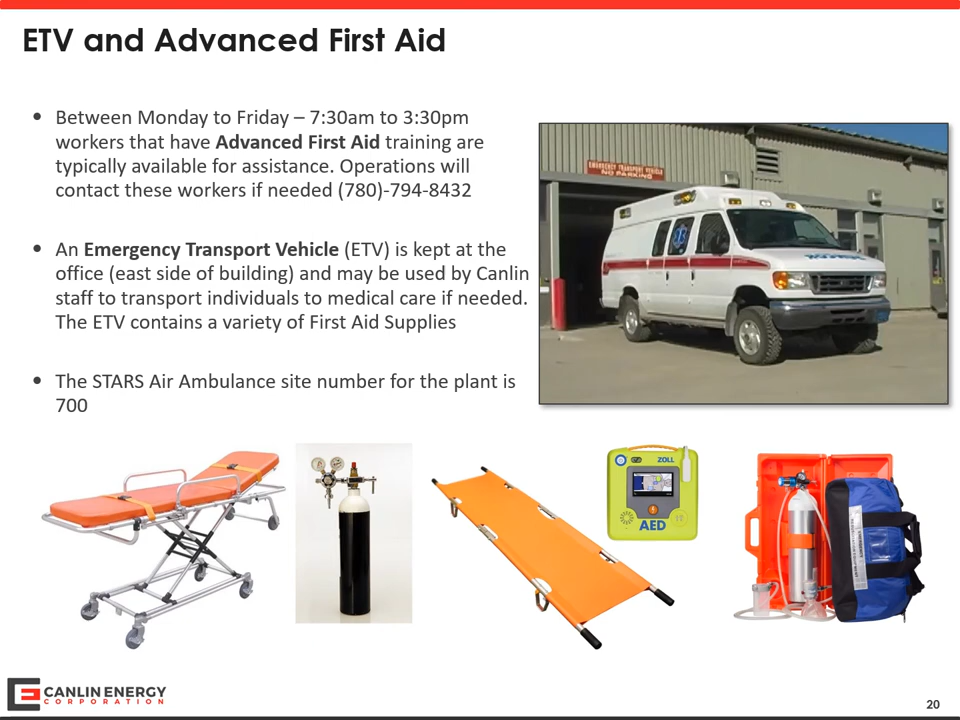 ETV and Advanced First Aid
• Between Monday to Friday – 7:30am to 3:30pm
workers that have Advanced First Aid training are
typically available for assistance. Operations will
contact these workers if needed (780)-794-8432
• An Emergency Transport Vehicle (ETV) is kept at the
office (east side of building) and may be used by Canlin
staff to transport individuals to medical care if needed.
The ETV contains a variety of First Aid Supplies
• The STARS Air Ambulance site number for the plant is
700
EMERGENCY TRANSPORT VEHICLE
NO PARKING
ZOLL
AED
CANLIN ENERGY
CORPORATION
20